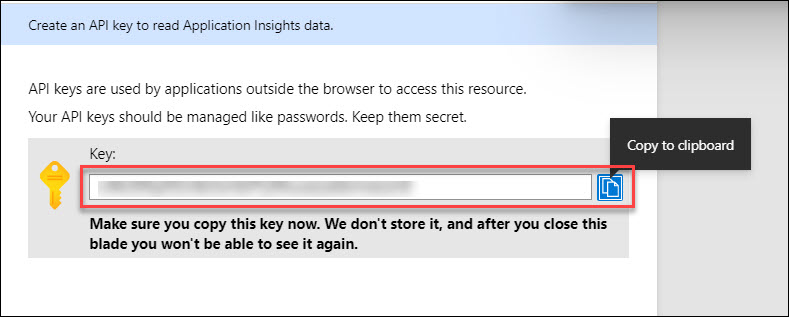 Create an API key to read Application Insights data.
API keys are used by applications outside the browser to access this resource.
Your API keys should be managed like passwords. Keep them secret.
Copy to clipboard
Key:
Make sure you copy this key now. We don't store it, and after you close this
blade you won't be able to see it again.